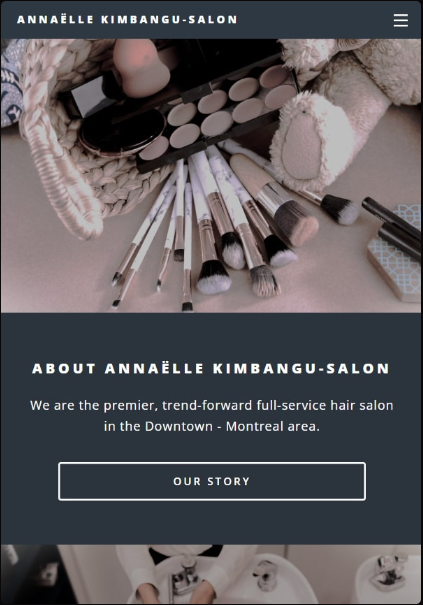 ANNAËLLE KIMBANGU-SALON
ABOUT ANNAËLLE KIMBANGU-SALON
We are the premier, trend-forward full-service hair salon
in the Downtown - Montreal area.
OUR STORY